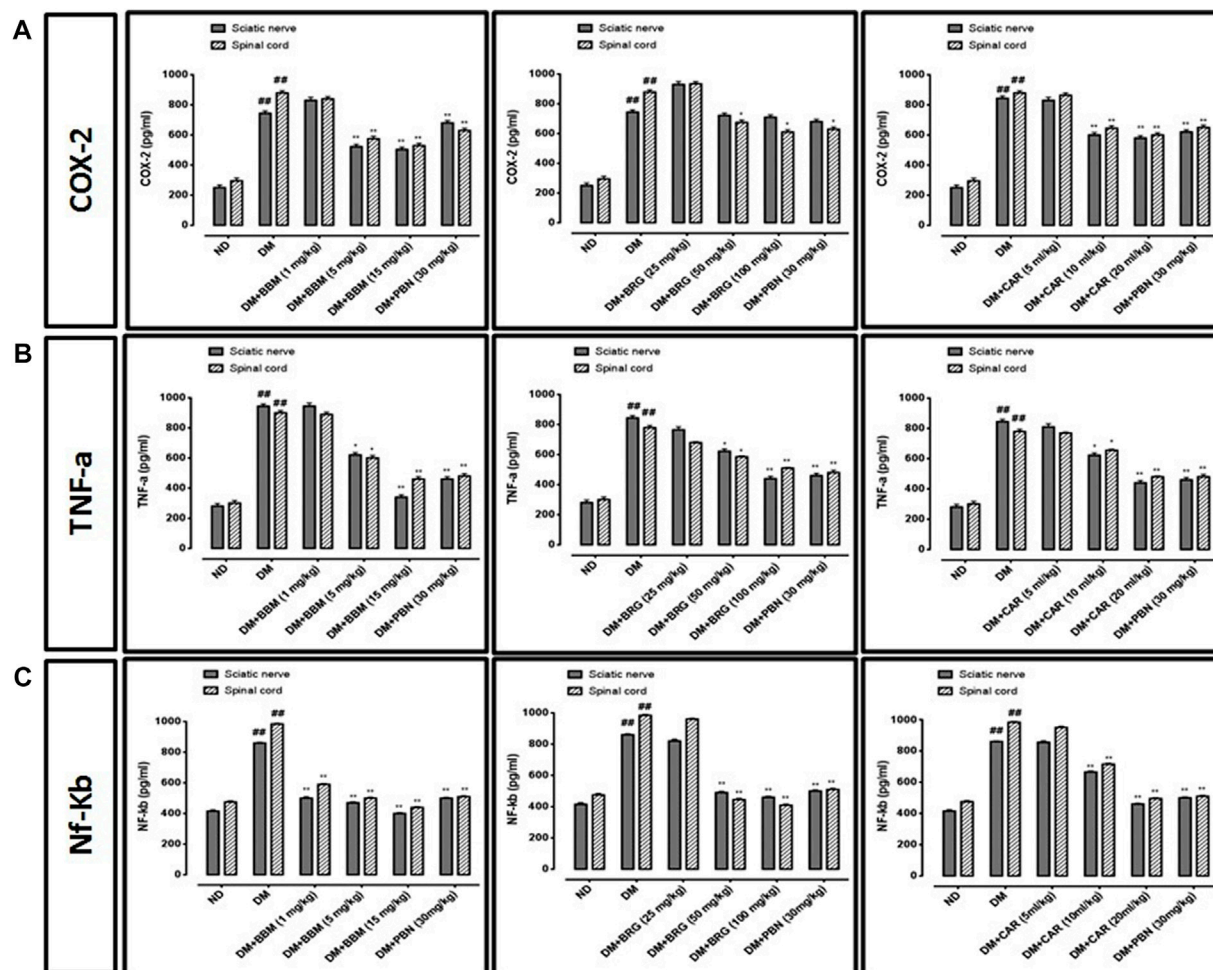 A
COX-2
Sciatic nerve
Spinal cord
1000
800
600
400
200
0
COX-2 (pg/ml)
##
##
**
**
**
**
**
**
ND
DM
DM+BBM (1 mg/kg)
DM+BBM (5 mg/kg)
DM+BBM (15 mg/kg)
DM+PBN (30 mg/kg)
Sciatic nerve
Spinal cord
1000
800
600
400
200
0
COX-2 (pg/ml)
##
##
*
*
*
ND
DM
DM+BRG (25 mg/kg)
DM+BRG (50 mg/kg)
DM+BRG (100 mg/kg)
DM+PBN (30 mg/kg)
Sciatic nerve
Spinal cord
1000
800
600
400
200
0
COX-2 (pg/ml)
##
##
**
**
**
**
**
**
ND
DM
DM+CAR (5 ml/kg)
DM+CAR (10 ml/kg)
DM+CAR (20 ml/kg)
DM+PBN (30 mg/kg)
B
TNF-a
Sciatic nerve
Spinal cord
1000
800
600
400
200
0
TNF-a (pg/ml)
##
##
*
*
**
**
**
**
ND
DM
DM+BBM (1 mg/kg)
DM+BBM (5 mg/kg)
DM+BBM (15 mg/kg)
DM+PBN (30 mg/kg)
Sciatic nerve
Spinal cord
1000
800
600
400
200
0
TNF-a (pg/ml)
##
##
*
*
**
**
**
**
ND
DM
DM+BRG (25 mg/kg)
DM+BRG (50 mg/kg)
DM+BRG (100 mg/kg)
DM+PBN (30 mg/kg)
Sciatic nerve
Spinal cord
1000
800
600
400
200
0
TNF-a (pg/ml)
##
##
*
*
**
**
**
**
ND
DM
DM+CAR (5 ml/kg)
DM+CAR (10 ml/kg)
DM+CAR (20 ml/kg)
DM+PBN (30 mg/kg)
C
Nf-Kb
Sciatic nerve
Spinal cord
1000
800
600
400
200
0
NF-kb (pg/ml)
##
##
**
**
**
**
**
**
**
**
ND
DM
DM+BBM (1 mg/kg)
DM+BBM (5 mg/kg)
DM+BBM (15 mg/kg)
DM+PBN (30mg/kg)
Sciatic nerve
Spinal cord
1000
800
600
400
200
0
NF-kb (pg/ml)
##
##
**
**
**
**
**
**
ND
DM
DM+BRG (25 mg/kg)
DM+BRG (50 mg/kg)
DM+BRG (100 mg/kg)
DM+PBN (30mg/kg)
Sciatic nerve
Spinal cord
1000
800
600
400
200
0
NF-kb (pg/ml)
##
##
**
**
**
**
**
**
ND
DM
DM+CAR (5ml/kg)
DM+CAR (10ml/kg)
DM+CAR (20ml/kg)
DM+PBN (30mg/kg)